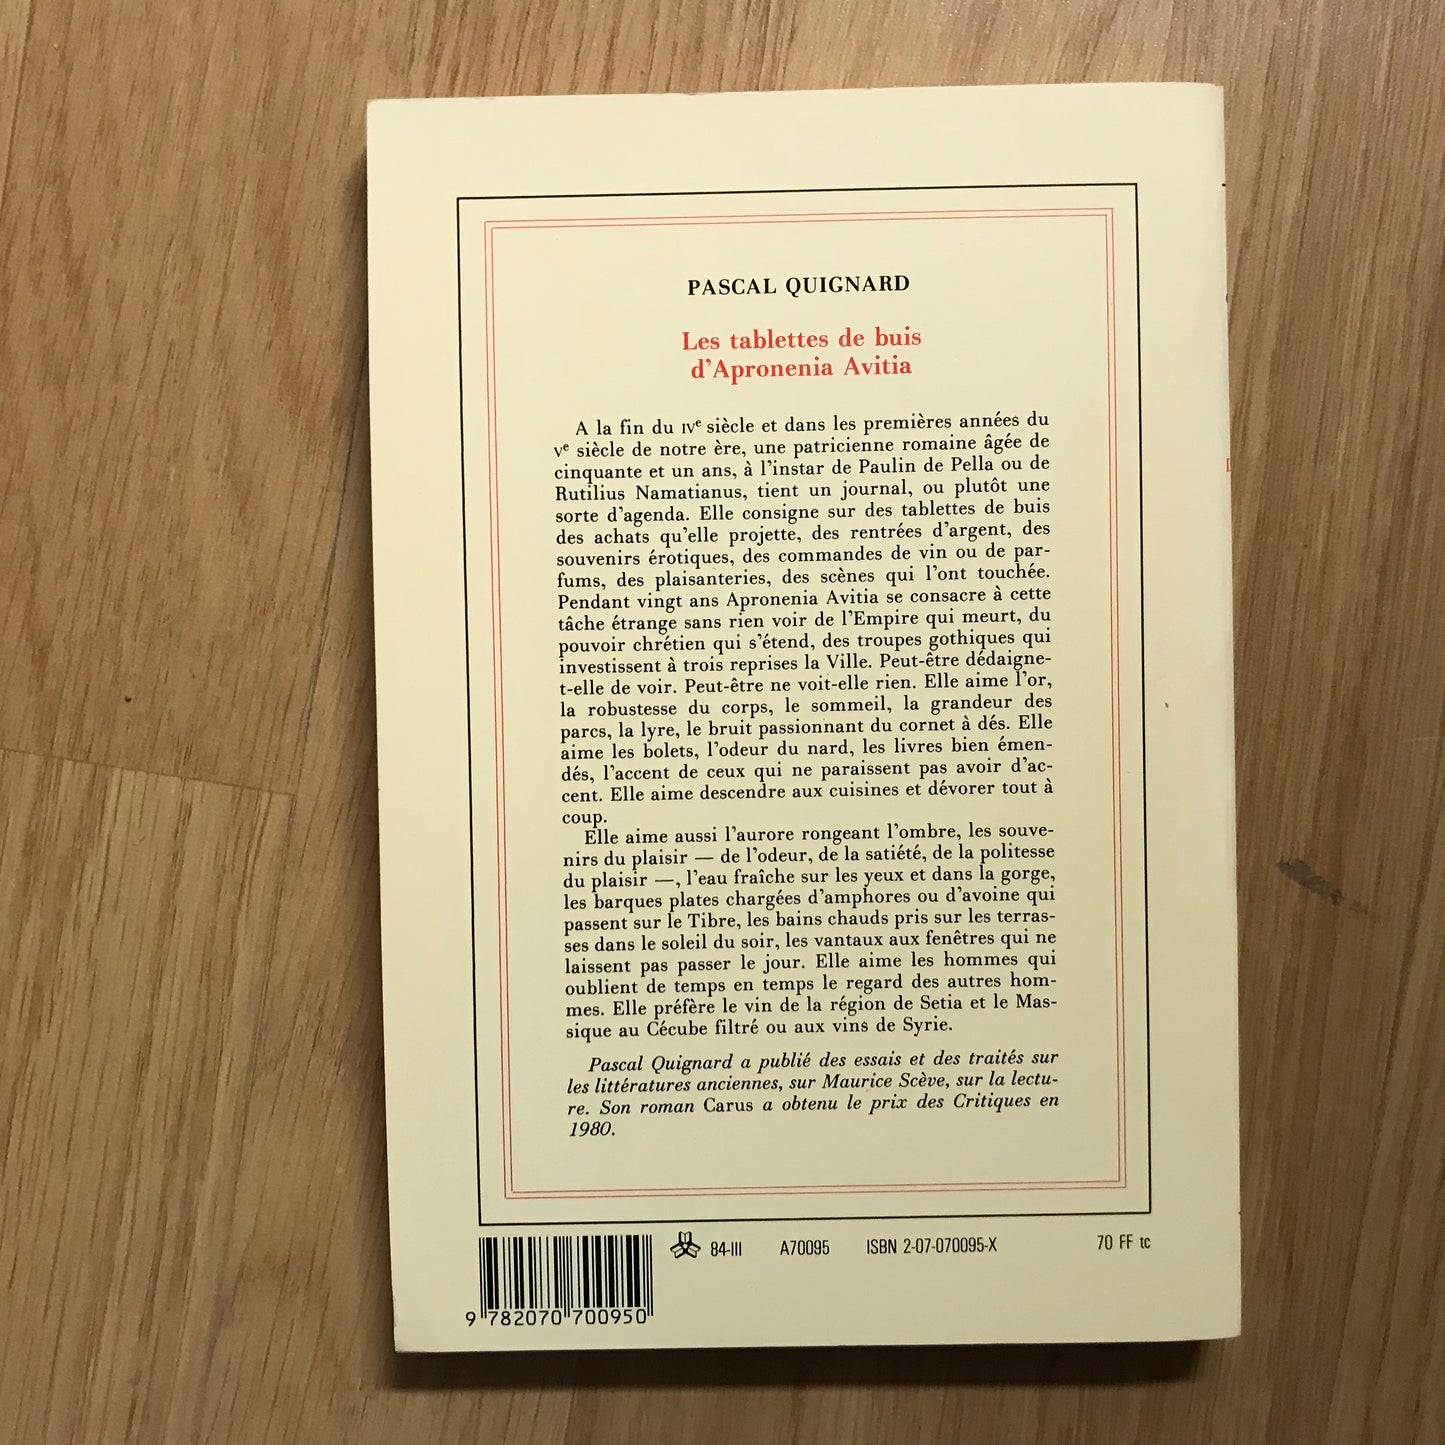 PASCAL QUIGNARD
Les tablettes de buis
d'Apronenia Avitia
A la fin du IVe siècle et dans les premières années du
Ve siècle de notre ère, une patricienne romaine âgée de
cinquante et un ans, à l'instar de Paulin de Pella ou de
Rutilius Namatianus, tient un journal, ou plutôt une
sorte d'agenda. Elle consigne sur des tablettes de buis
des achats qu'elle projette, des rentrées d'argent, des
souvenirs érotiques, des commandes de vin ou de par-
fums, des plaisanteries, des scènes qui l'ont touchée.
Pendant vingt ans Apronenia Avitia se consacre à cette
tâche étrange sans rien voir de l'Empire qui meurt, du
pouvoir chrétien qui s'étend, des troupes gothiques qui
investissent à trois reprises la Ville. Peut-être dédaigne-
t-elle de voir. Peut-être ne voit-elle rien. Elle aime l'or,
la robustesse du corps, le sommeil, la grandeur des
parcs, la lyre, le bruit passionnant du cornet à dés. Elle
aime les bolets, l'odeur du nard, les livres bien émen-
dés, l'accent de ceux qui ne paraissent pas avoir d'ac-
cent. Elle aime descendre aux cuisines et dévorer tout à
coup.
Elle aime aussi l'aurore rongeant l'ombre, les souve-
nirs du plaisir — de l'odeur, de la satiété, de la politesse
du plaisir —, l'eau fraîche sur les yeux et dans la gorge,
les barques plates chargées d'amphores ou d'avoine qui
passent sur le Tibre, les bains chauds pris sur les terras-
ses dans le soleil du soir, les vantaux aux fenêtres qui ne
laissent pas passer le jour. Elle aime les hommes qui
oublient de temps en temps le regard des autres hom-
mes. Elle préfère le vin de la région de Setia et le Mas-
sique au Cécube filtré ou aux vins de Syrie.
Pascal Quignard a publié des essais et des traités sur
les littératures anciennes, sur Maurice Scève, sur la lectu-
re. Son roman Carus a obtenu le prix des Critiques en
1980.
84-III A70095 ISBN 2-07-070095-X 70 FF tc
9 782070 700950